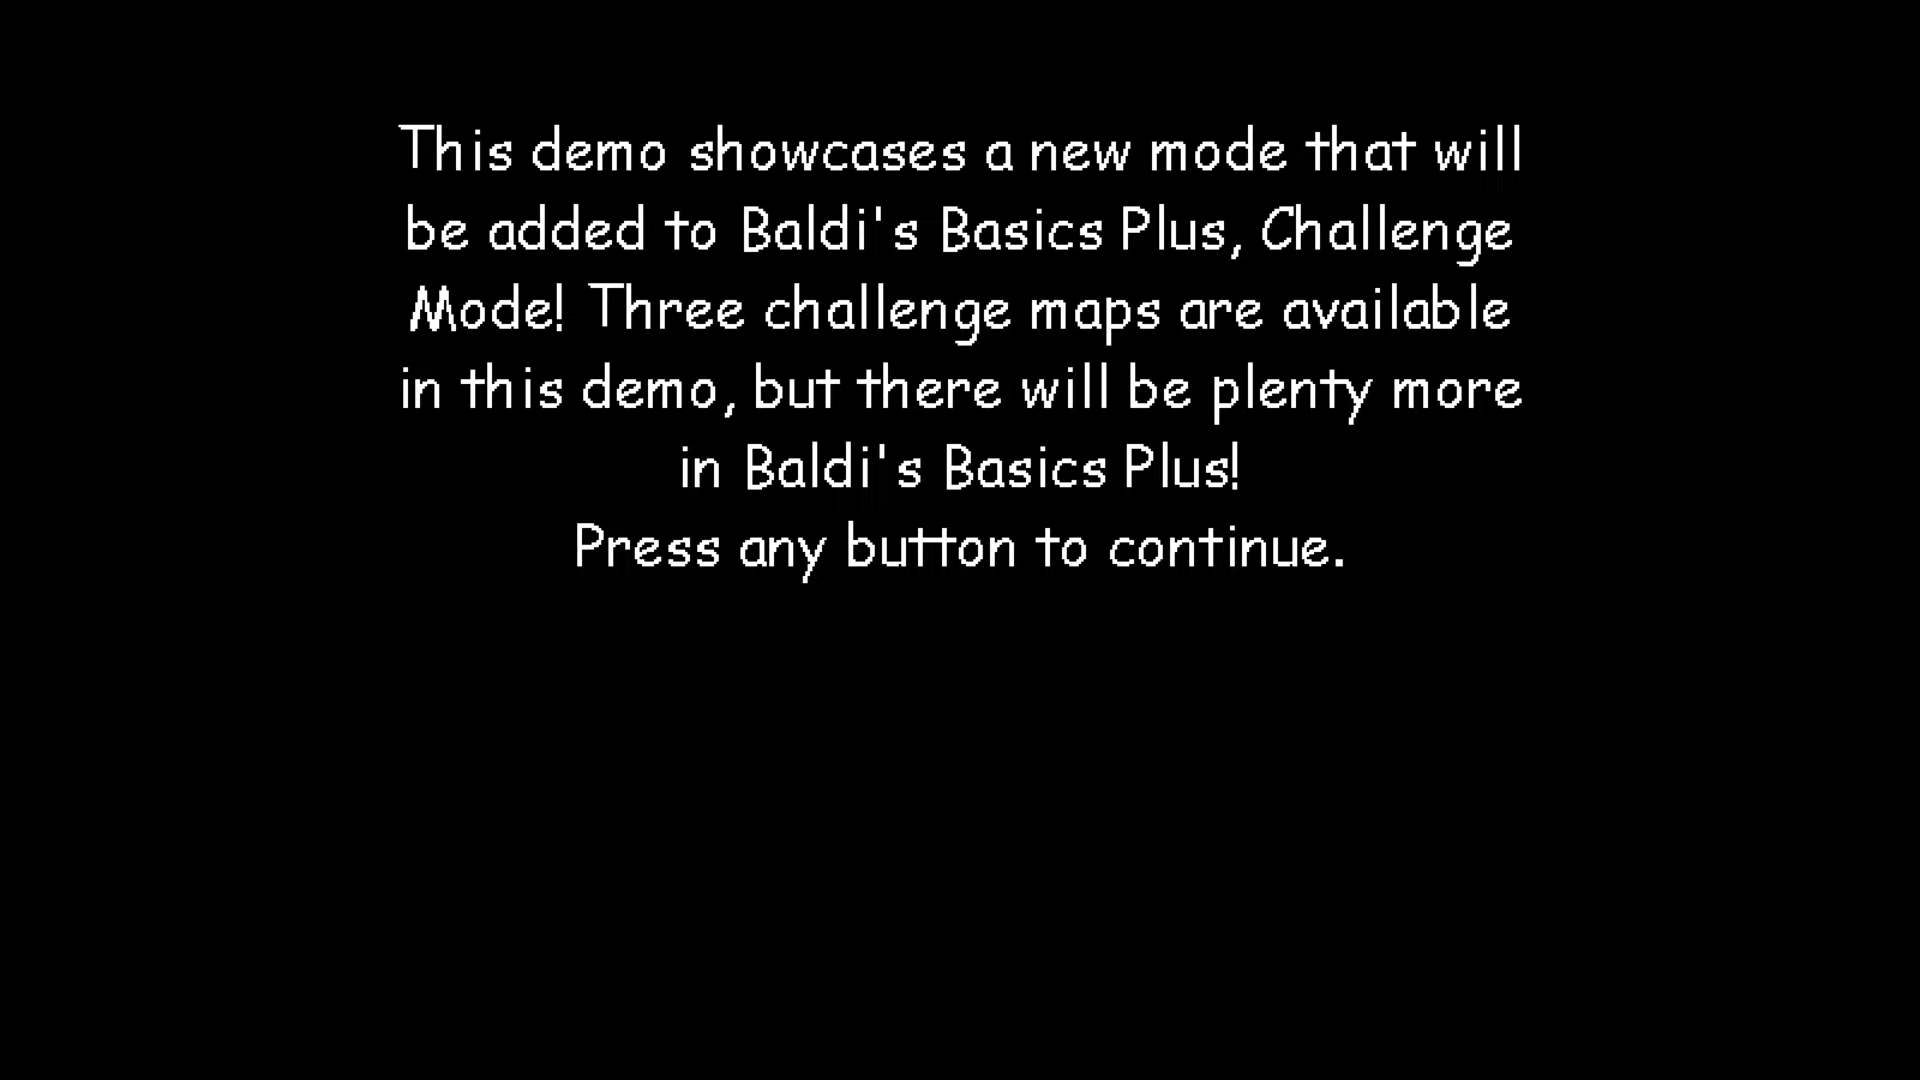 This demo showcases a new mode that will
be added to Baldi's Basics Plus, Challenge
Mode! Three challenge maps are available
in this demo, but there will be plenty more
in Baldi's Basics Plus!
Press any button to continue.